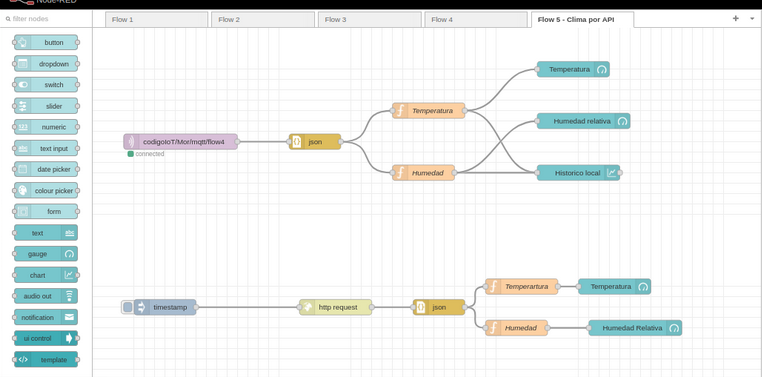 Node-RED
filter nodes
Flow 1
Flow 2
Flow 3
Flow 4
Flow 5 - Clima por API
button
dropdown
switch
slider
numeric
text input
date picker
colour picker
form
text
abc
gauge
chart
audio out
notification
ui control
template
abc
Temperatura
Temperatura
Humedad relativa
codigoIoT/Mor/mqtt/flow4
json
connected
Humedad
Historico local
timestamp
http request
json
Temperartura
Temperatura
Humedad
Humedad Relativa